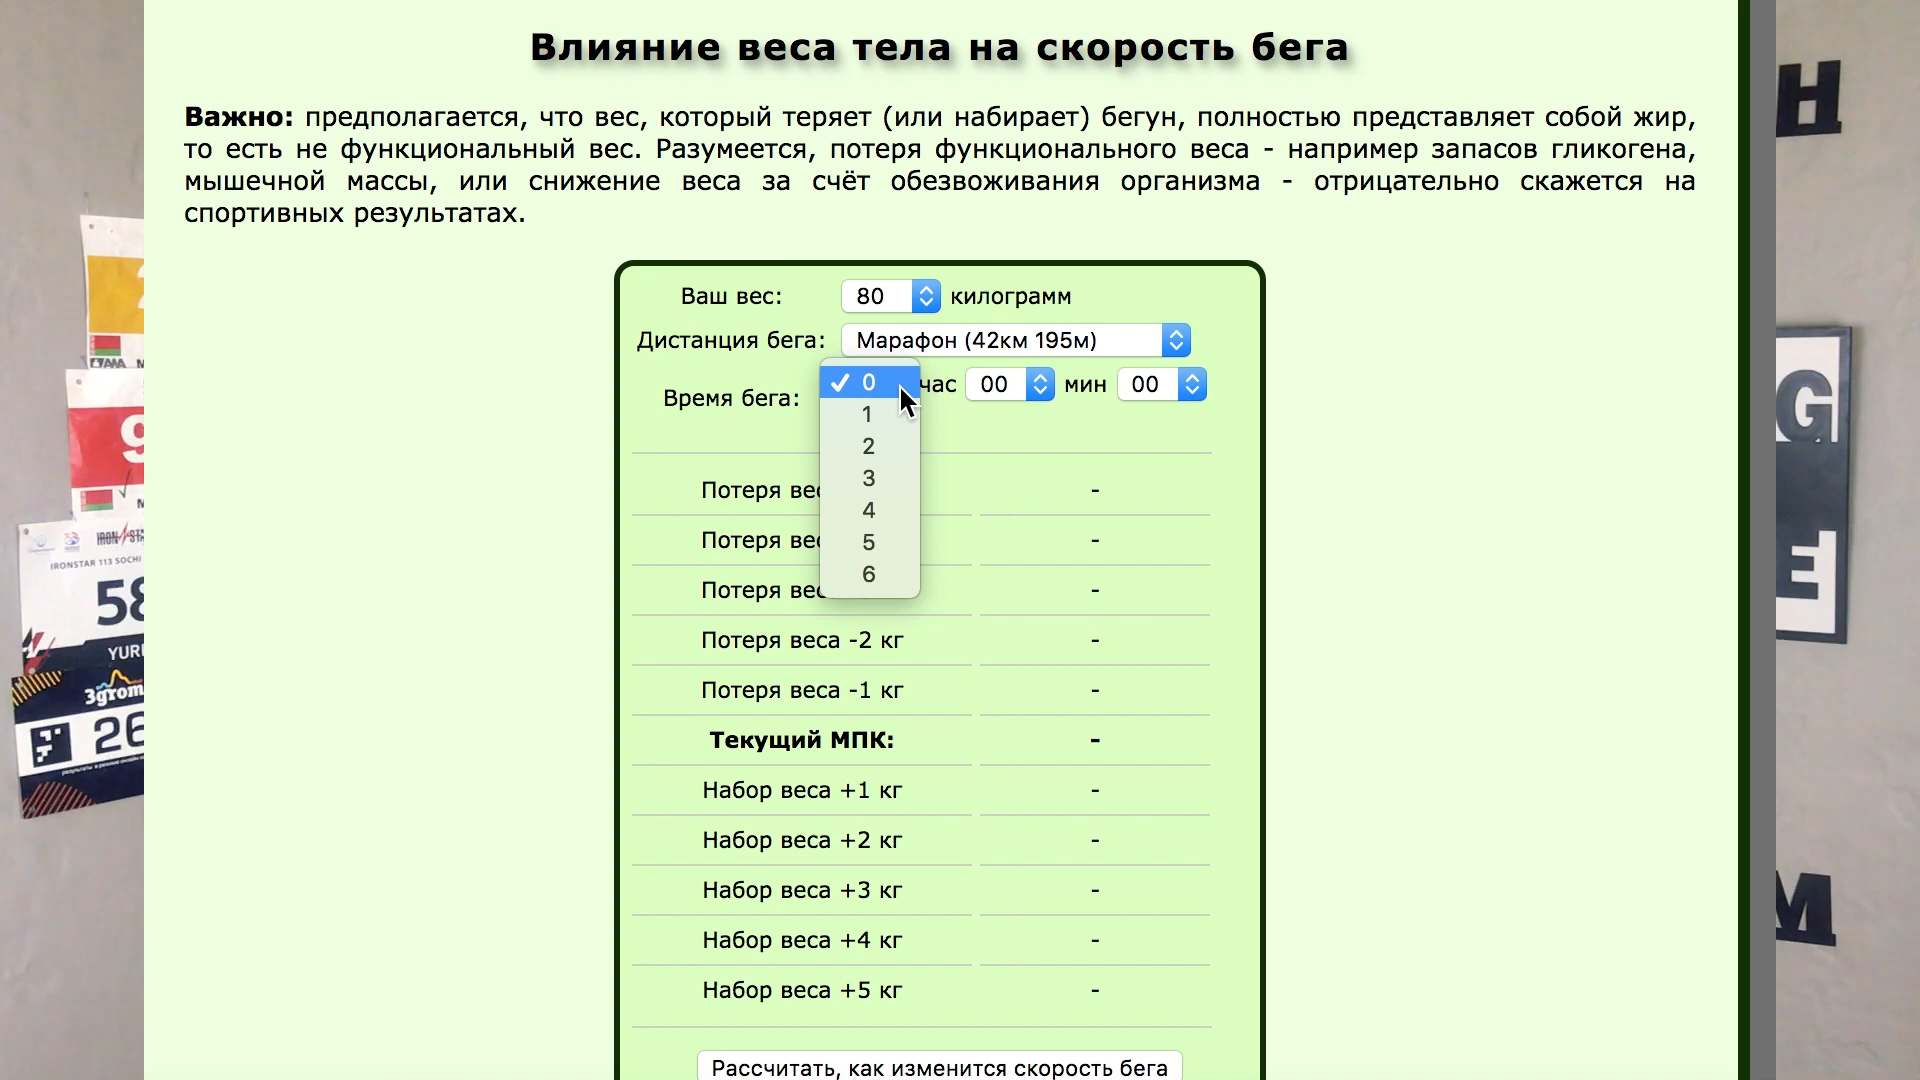 Влияние веса тела на скорость бега
Важно: предполагается, что вес, который теряет (или набирает) бегун, полностью представляет собой жир,
то есть не функциональный вес. Разумеется, потеря функционального веса - например запасов гликогена,
мышечной массы, или снижение веса за счёт обезвоживания организма - отрицательно скажется на
спортивных результатах.
Ваш вес: 80 килограмм
Дистанция бега: Марафон (42км 195м)
Время бега: ✓ 0 час 00 мин 00
1
2
3
4
5
6
Потеря -
Потеря -
Потеря -
Потеря веса -2 кг -
Потеря веса -1 кг -
Текущий МПК: -
Набор веса +1 кг -
Набор веса +2 кг -
Набор веса +3 кг -
Набор веса +4 кг -
Набор веса +5 кг -
Рассчитать, как изменится скорость бега
9
IRONSTAR 113 SOCHI
58
YURI
3grom
26
H
G
E
M